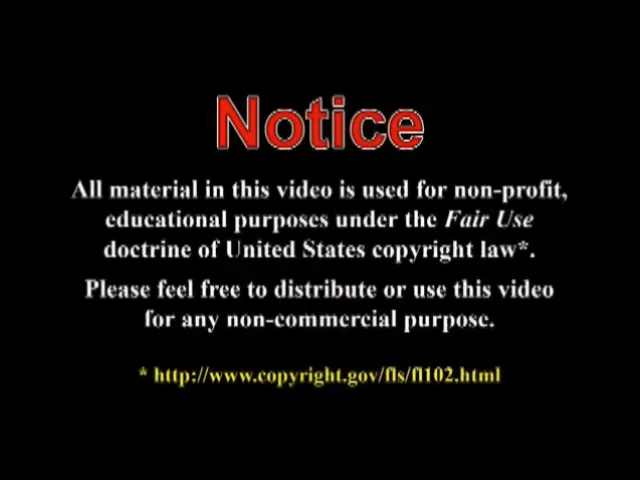 Notice
All material in this video is used for non-profit,
educational purposes under the Fair Use
doctrine of United States copyright law*.
Please feel free to distribute or use this video
for any non-commercial purpose.
* http://www.copyright.gov/fls/fl102.html